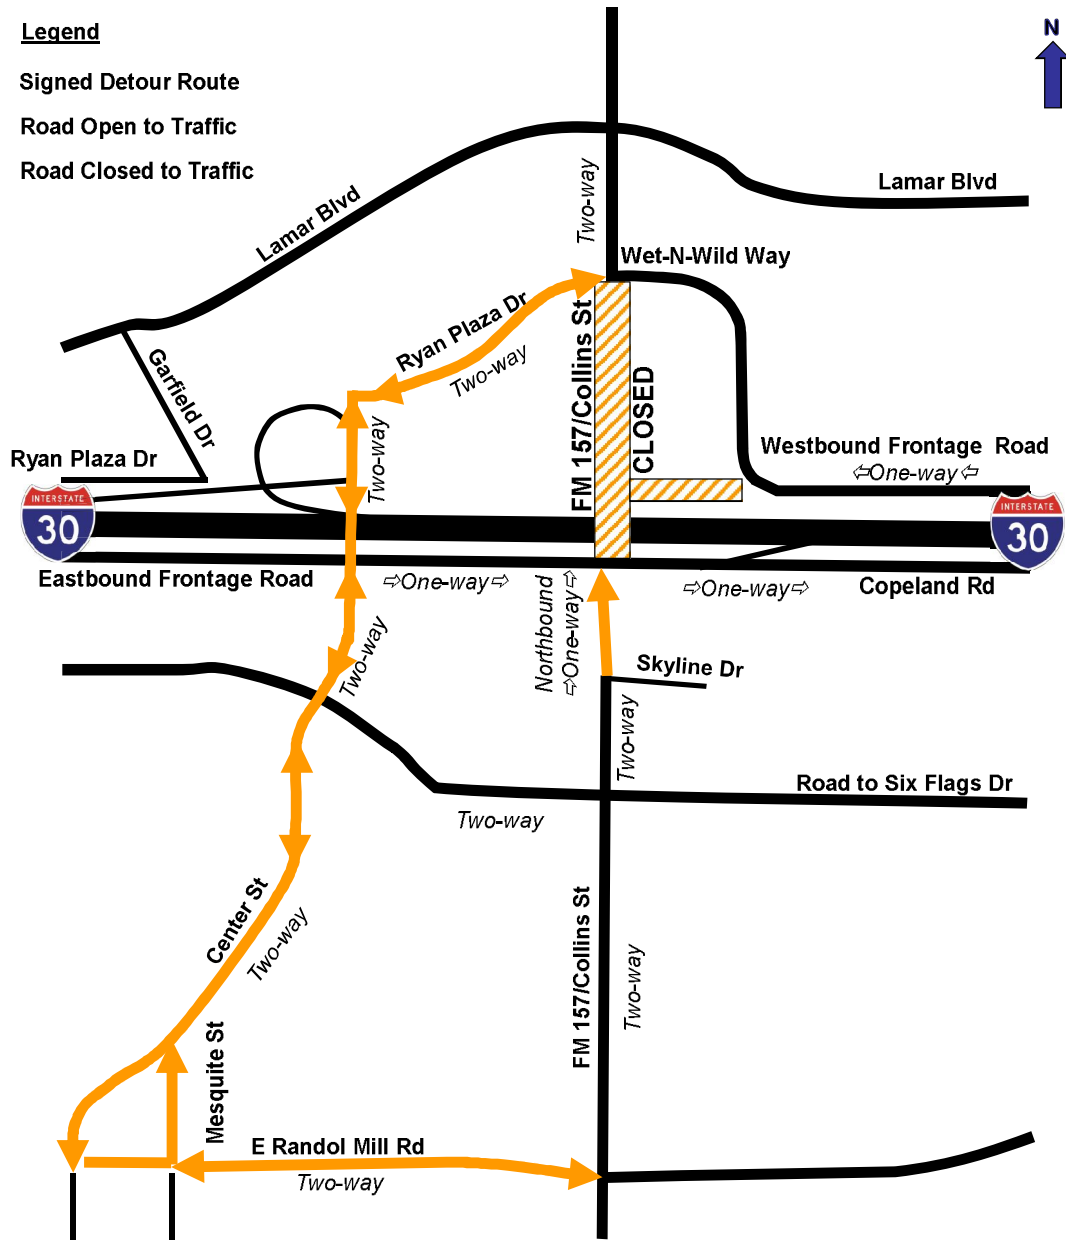 Legend
N
Signed Detour Route
Road Open to Traffic
Road Closed to Traffic
Lamar Blvd
Lamar Blvd
Two-way
Wet-N-Wild Way
Ryan Plaza Dr
Two-way
FM 157/Collins St
CLOSED
Garfield Dr
Ryan Plaza Dr
Two-way
Westbound Frontage Road
One-way
INTERSTATE
30
INTERSTATE
30
Eastbound Frontage Road
One-way
Northbound
One-way
One-way
Copeland Rd
Two-way
Skyline Dr
Two-way
Road to Six Flags Dr
Two-way
Center St
Two-way
FM 157/Collins St
Two-way
Mesquite St
E Randol Mill Rd
Two-way